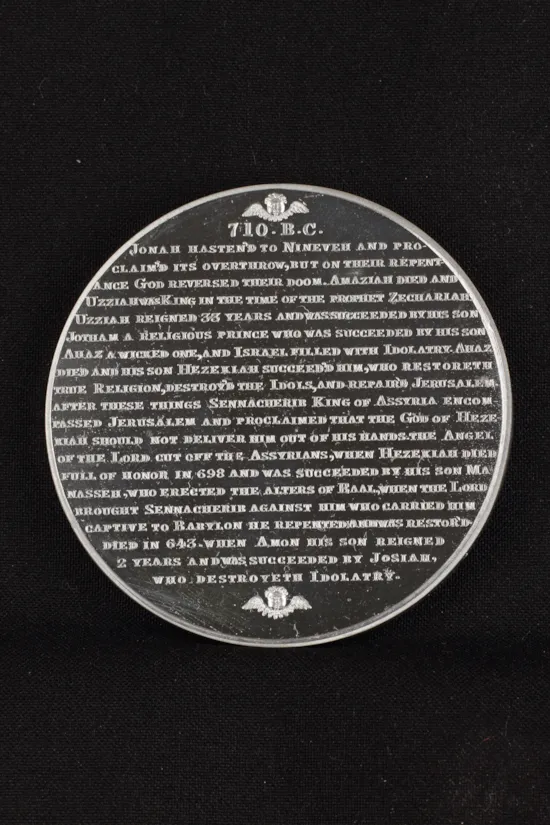 710. B.C.
JONAH HASTEN'D TO NINEVEH AND PRO-
CLAIM'D ITS OVERTHROW, BUT ON THEIR REPENT-
ANCE GOD REVERSED THEIR DOOM. AMAZIAH DIED AND
UZZIAH WAS KING IN THE TIME OF THE PROPHET ZECHARIAH
UZZIAH REIGNED 33 YEARS AND WAS SUCCEEDED BY HIS SON
JOTHAM A RELIGIOUS PRINCE WHO WAS SUCCEEDED BY HIS SON
AHAZ A WICKED ONE, AND ISRAEL FILLED WITH IDOLATRY. AHAZ
DIED AND HIS SON HEZEKIAH SUCCEED'D HIM, WHO RESTORETH
TRUE RELIGION, DESTROY'D THE IDOLS, AND REPAIR'D JERUSALEM.
AFTER THESE THINGS SENNACHERIB KING OF ASSYRIA ENCOM
PASSED JERUSALEM AND PROCLAIMED THAT THE GOD OF HEZE
KIAH SHOULD NOT DELIVER HIM OUT OF HIS HANDS. THE ANGEL
OF THE LORD CUT OFF THE ASSYRIANS, WHEN HEZEKIAH DIED
FULL OF HONOR IN 698 AND WAS SUCCEEDED BY HIS SON MA
NASSEH, WHO ERECTED THE ALTERS OF BAAL, WHEN THE LORD
BROUGHT SENNACHERIB AGAINST HIM WHO CARRIED HIM
CAPTIVE TO BABYLON HE REPENTED AND WAS RESTOR'D
DIED IN 643. WHEN AMON HIS SON REIGNED
2 YEARS AND WAS SUCCEEDED BY JOSIAH,
WHO DESTROYETH IDOLATRY.